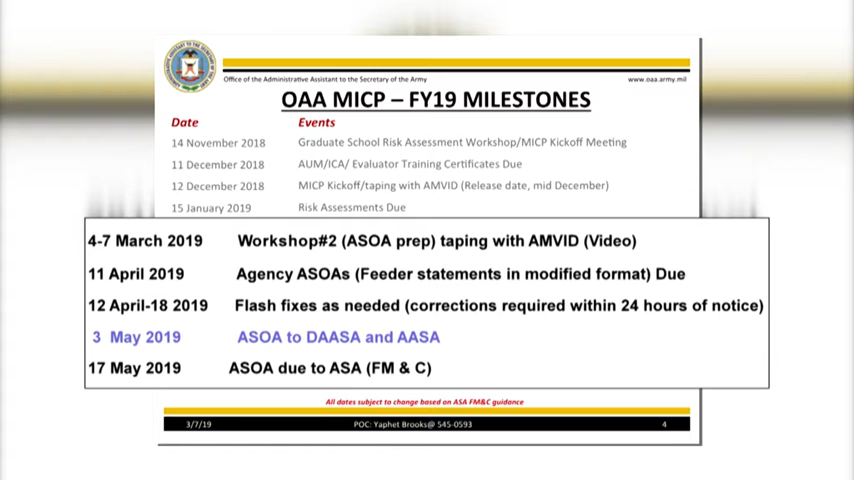 Office of the Administrative Assistant to the Secretary of the Army www.oaa.army.mil
OAA MICP – FY19 MILESTONES
Date Events
14 November 2018 Graduate School Risk Assessment Workshop/MICP Kickoff Meeting
11 December 2018 AUM/ICA/ Evaluator Training Certificates Due
12 December 2018 MICP Kickoff/taping with AMVID (Release date, mid December)
15 January 2019 Risk Assessments Due
4-7 March 2019 Workshop#2 (ASOA prep) taping with AMVID (Video)
11 April 2019 Agency ASOAs (Feeder statements in modified format) Due
12 April-18 2019 Flash fixes as needed (corrections required within 24 hours of notice)
3 May 2019 ASOA to DAASA and AASA
17 May 2019 ASOA due to ASA (FM & C)
All dates subject to change based on ASA FM&C guidance
3/7/19 POC: Yaphet Brooks@ 545-0593 4